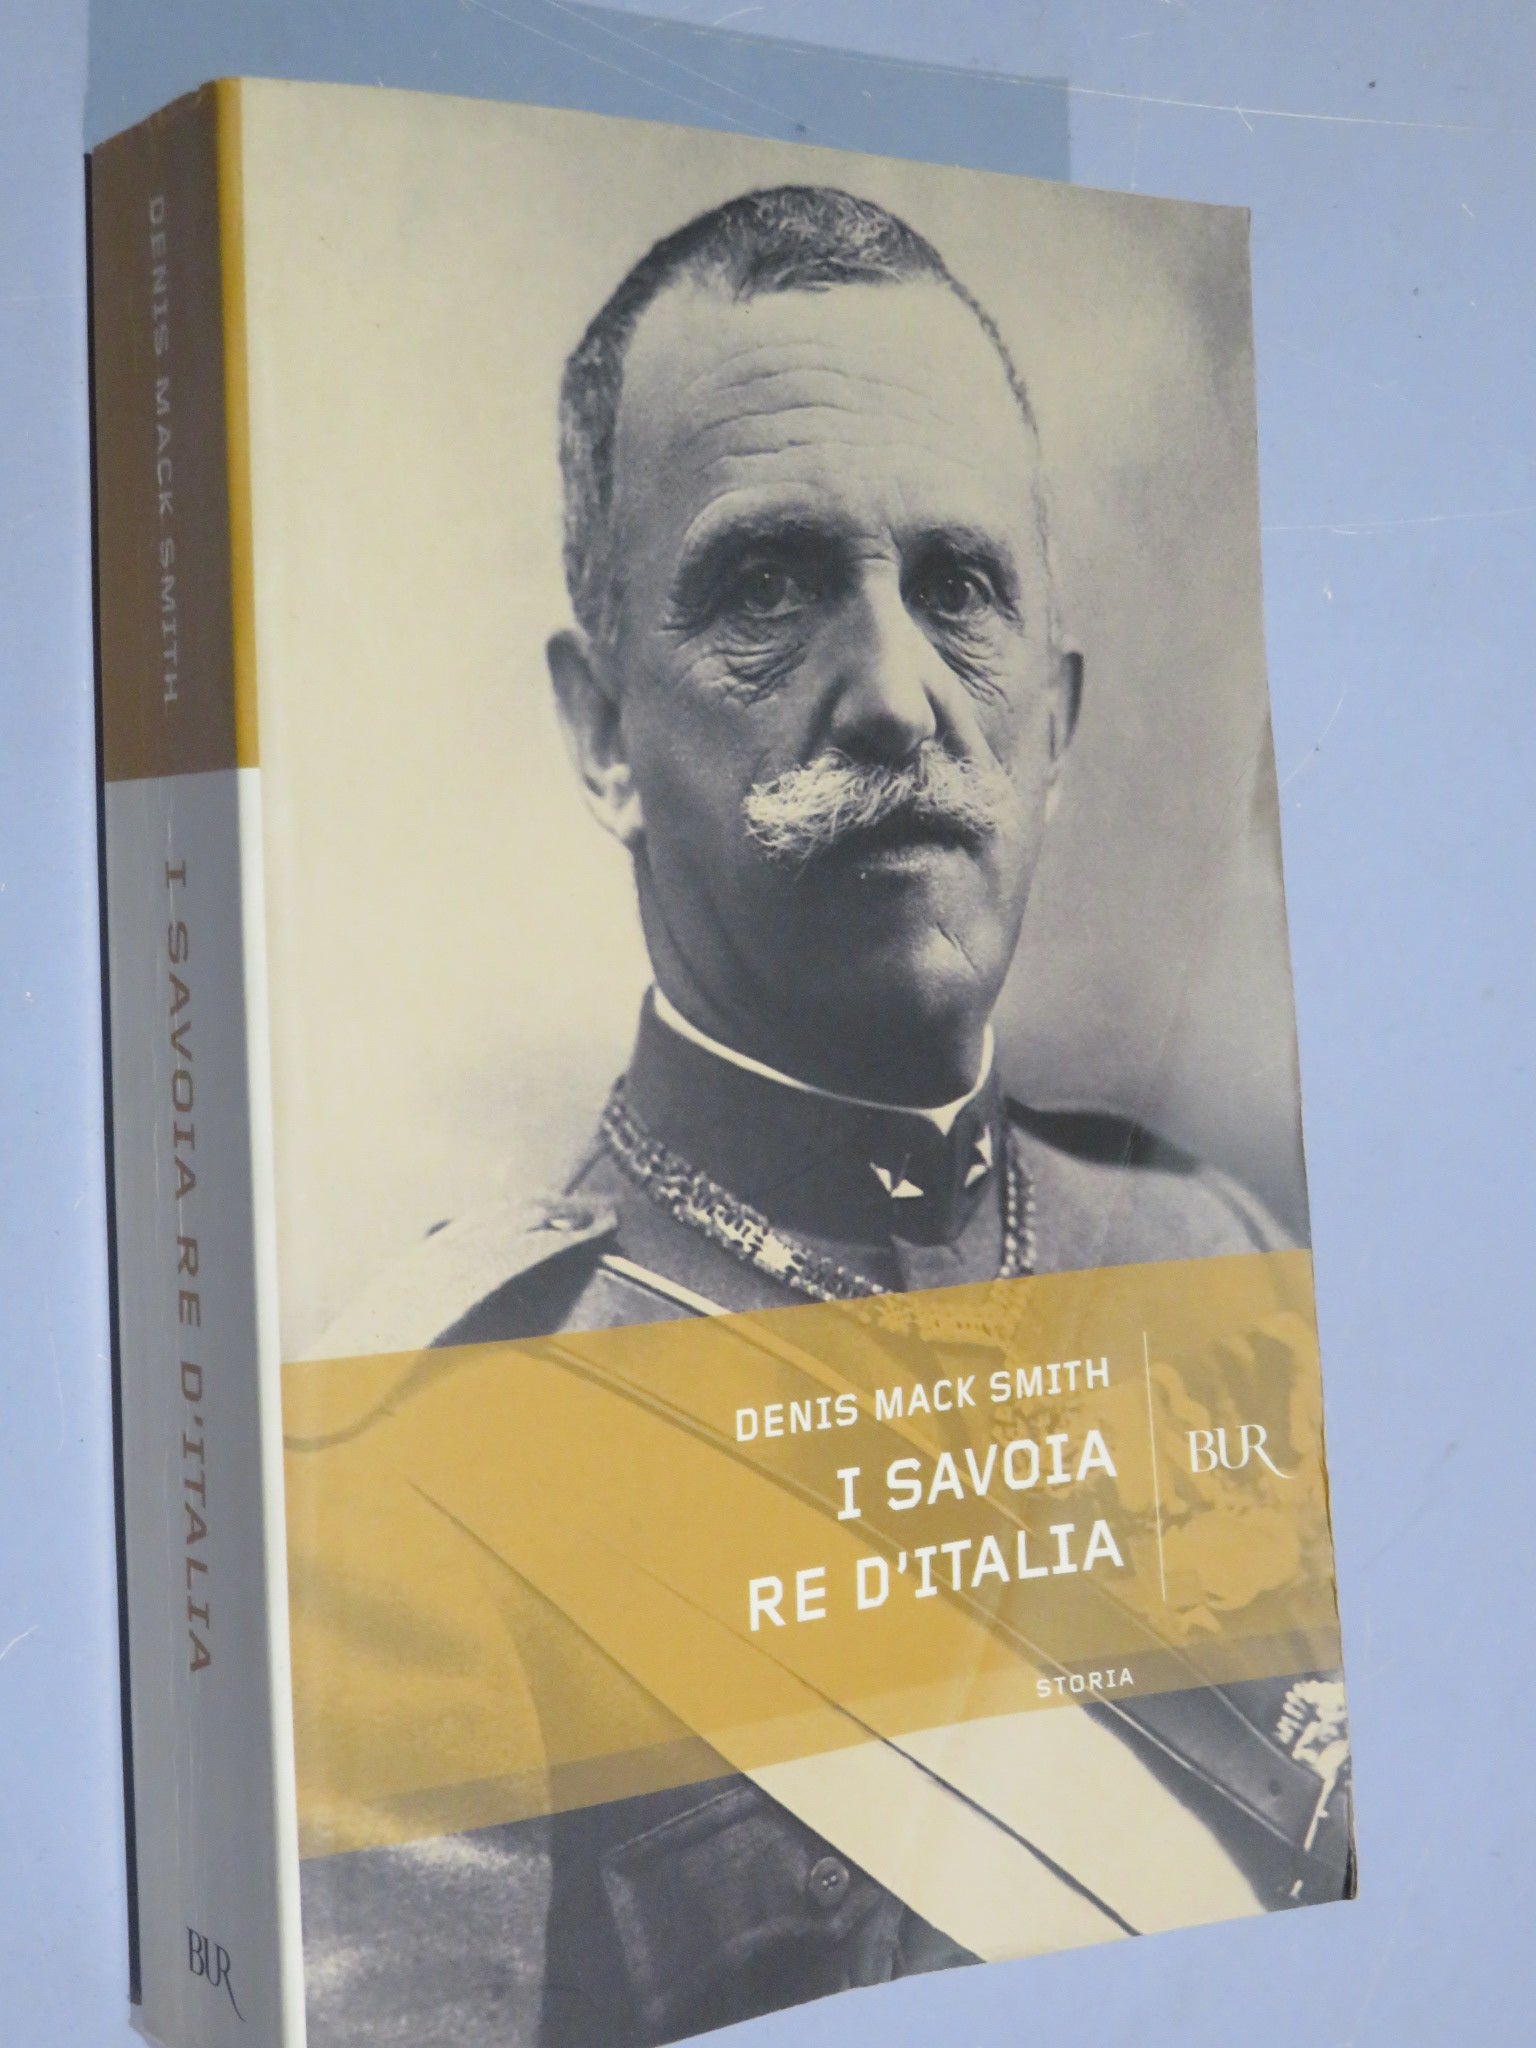 DENIS MACK SMITH
I SAVOIA RE D'ITALIA
BUR
DENIS MACK SMITH
I SAVOIA
RE D'ITALIA
BUR
STORIA